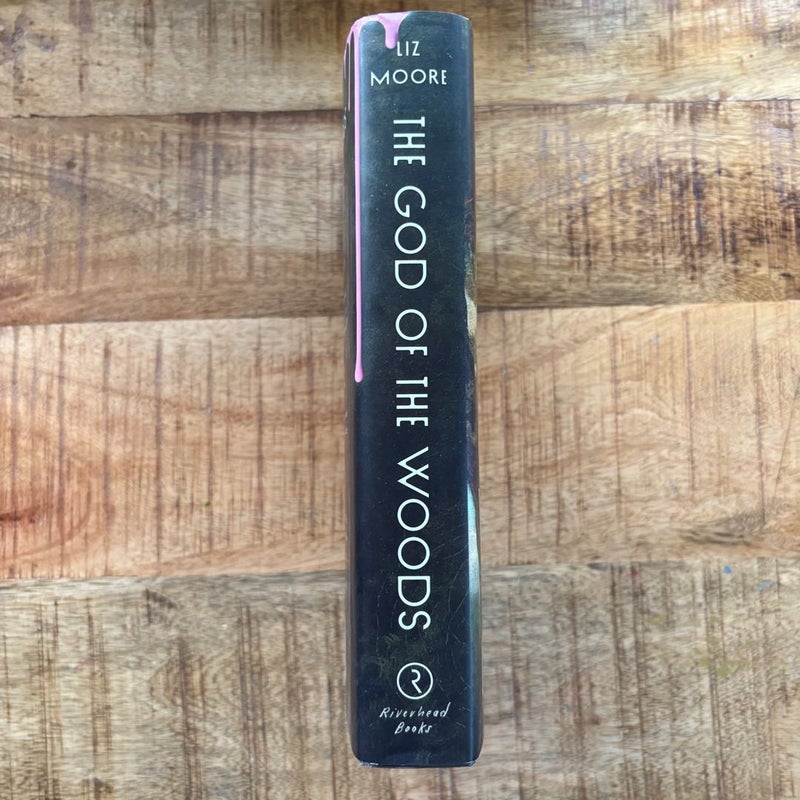 LIZ
MOORE
THE GOD OF THE WOODS
R
Riverhead
Books